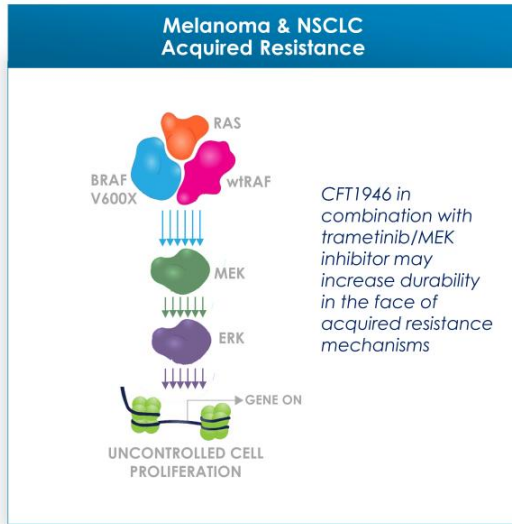 Melanoma & NSCLC
Acquired Resistance
RAS
BRAF
V600X
wtRAF
MEK
ERK
GENE ON
UNCONTROLLED CELL
PROLIFERATION
CFT1946 in
combination with
trametinib/MEK
inhibitor may
increase durability
in the face of
acquired resistance
mechanisms